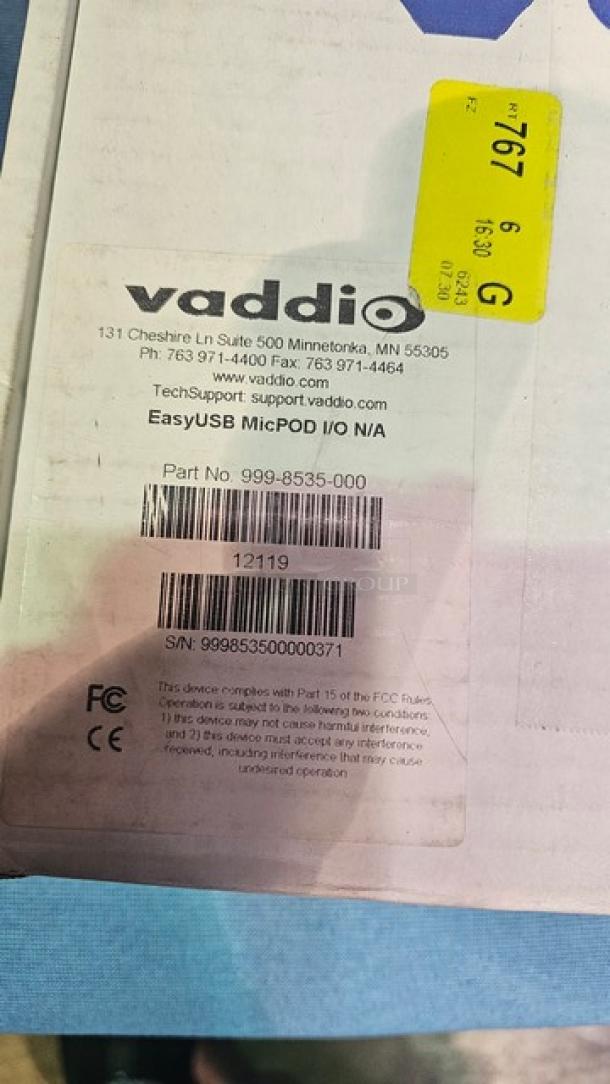 RT 767 6 G
FZ 16:30 6243
07:30
vaddio
131 Cheshire Ln Suite 500 Minnetonka, MN 55305
Ph: 763 971-4400 Fax: 763 971-4464
www.vaddio.com
TechSupport: support.vaddio.com
EasyUSB MicPOD I/O N/A
Part No. 999-8535-000
12119
GROUP
S/N: 999853500000371
FC
CE
This device complies with Part 15 of the FCC Rules.
Operation is subject to the following two conditions:
1) this device may not cause harmful interference,
and 2) this device must accept any interference
received, including interference that may cause
undesired operation